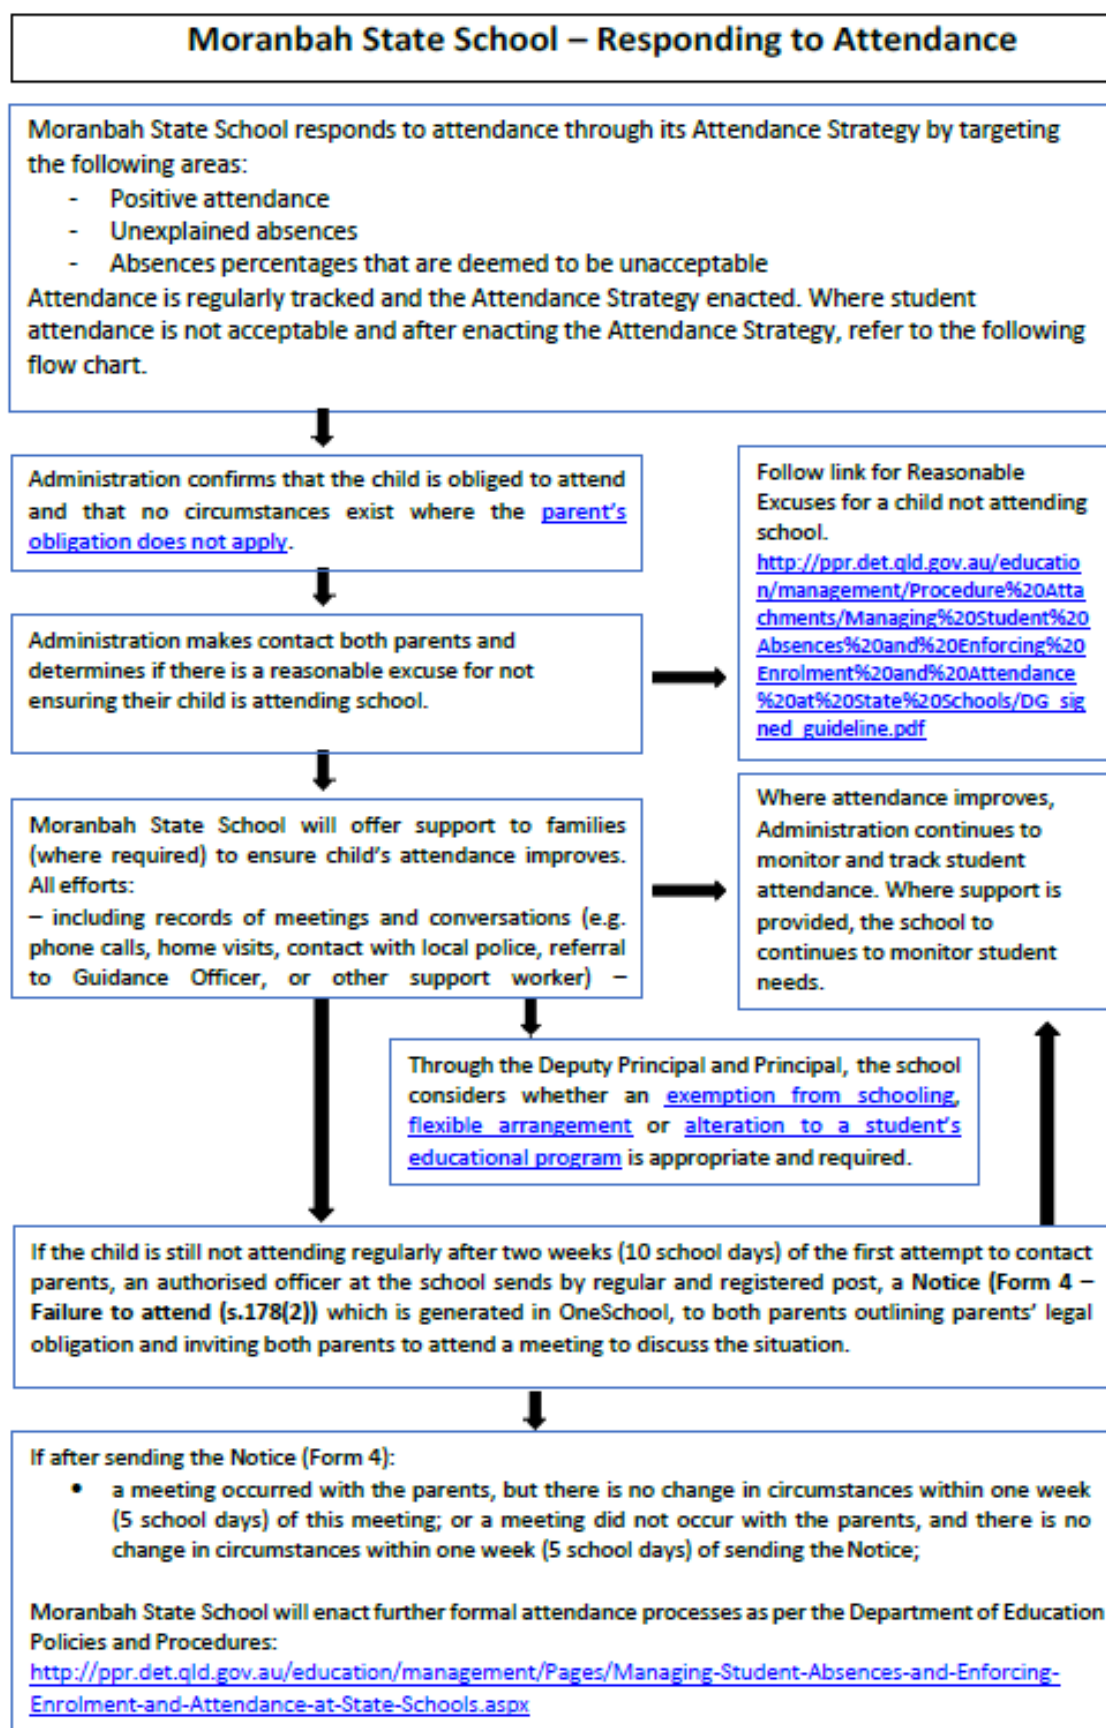 Moranbah State School – Responding to Attendance
Moranbah State School responds to attendance through its Attendance Strategy by targeting
the following areas:
- Positive attendance
- Unexplained absences
- Absences percentages that are deemed to be unacceptable
Attendance is regularly tracked and the Attendance Strategy enacted. Where student
attendance is not acceptable and after enacting the Attendance Strategy, refer to the following
flow chart.
Administration confirms that the child is obliged to attend
and that no circumstances exist where the parent's
obligation does not apply.
Follow link for Reasonable
Excuses for a child not attending
school.
http://ppr.det.qld.gov.au/educatio
n/management/Procedure%20Atta
chments/Managing%20Student%20
Absences%20and%20Enforcing%20
Enrolment%20and%20Attendance
%20at%20State%20Schools/DG_sig
ned_guideline.pdf
Administration makes contact both parents and
determines if there is a reasonable excuse for not
ensuring their child is attending school.
Moranbah State School will offer support to families
(where required) to ensure child's attendance improves.
All efforts:
– including records of meetings and conversations (e.g.
phone calls, home visits, contact with local police, referral
to Guidance Officer, or other support worker) –
Where attendance improves,
Administration continues to
monitor and track student
attendance. Where support is
provided, the school to
continues to monitor student
needs.
Through the Deputy Principal and Principal, the school
considers whether an exemption from schooling,
flexible arrangement or alteration to a student's
educational program is appropriate and required.
If the child is still not attending regularly after two weeks (10 school days) of the first attempt to contact
parents, an authorised officer at the school sends by regular and registered post, a Notice (Form 4 –
Failure to attend (s.178(2)) which is generated in OneSchool, to both parents outlining parents' legal
obligation and inviting both parents to attend a meeting to discuss the situation.
If after sending the Notice (Form 4):
• a meeting occurred with the parents, but there is no change in circumstances within one week
(5 school days) of this meeting; or a meeting did not occur with the parents, and there is no
change in circumstances within one week (5 school days) of sending the Notice;
Moranbah State School will enact further formal attendance processes as per the Department of Education
Policies and Procedures:
http://ppr.det.qld.gov.au/education/management/Pages/Managing-Student-Absences-and-Enforcing-
Enrolment-and-Attendance-at-State-Schools.aspx